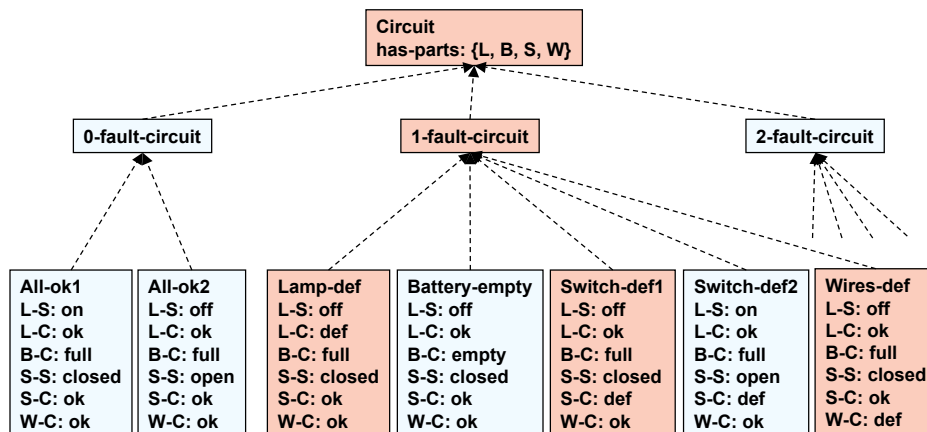 Circuit
has-parts: {L, B, S, W}
0-fault-circuit
1-fault-circuit
2-fault-circuit
All-ok1
L-S: on
L-C: ok
B-C: full
S-S: closed
S-C: ok
W-C: ok
All-ok2
L-S: off
L-C: ok
B-C: full
S-S: open
S-C: ok
W-C: ok
Lamp-def
L-S: off
L-C: def
B-C: full
S-S: closed
S-C: ok
W-C: ok
Battery-empty
L-S: off
L-C: ok
B-C: empty
S-S: closed
S-C: ok
W-C: ok
Switch-def1
L-S: off
L-C: ok
B-C: full
S-S: closed
S-C: def
W-C: ok
Switch-def2
L-S: on
L-C: ok
B-C: full
S-S: open
S-C: def
W-C: ok
Wires-def
L-S: off
L-C: ok
B-C: full
S-S: closed
S-C: ok
W-C: def